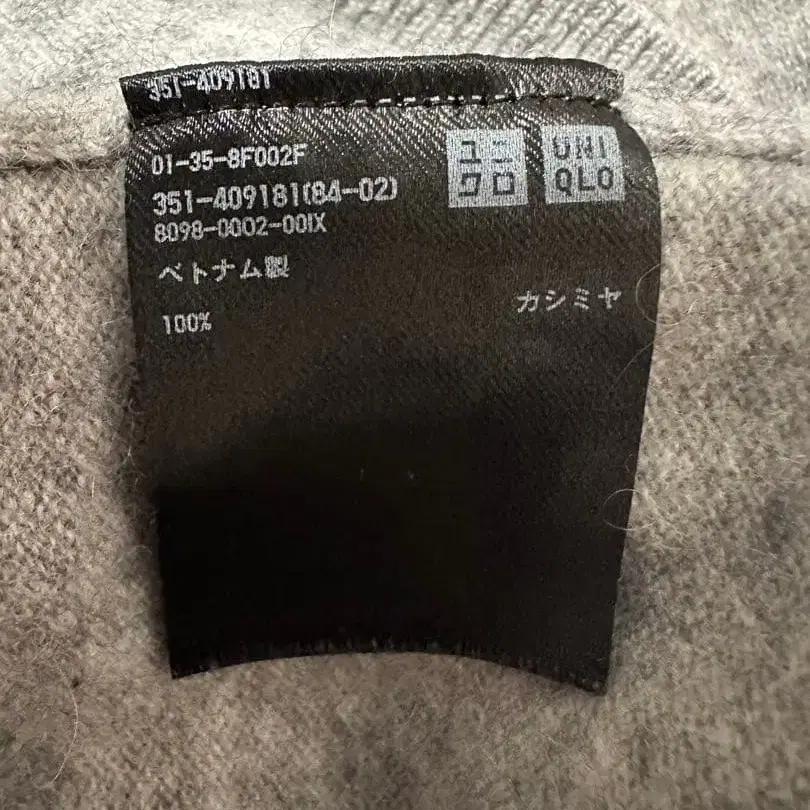 351-409181
01-35-8F002F
351-409181(84-02)
8098-0002-00IX
ベトナム製
カシミヤ
100%
ユニ
クロ
UNI
QLO